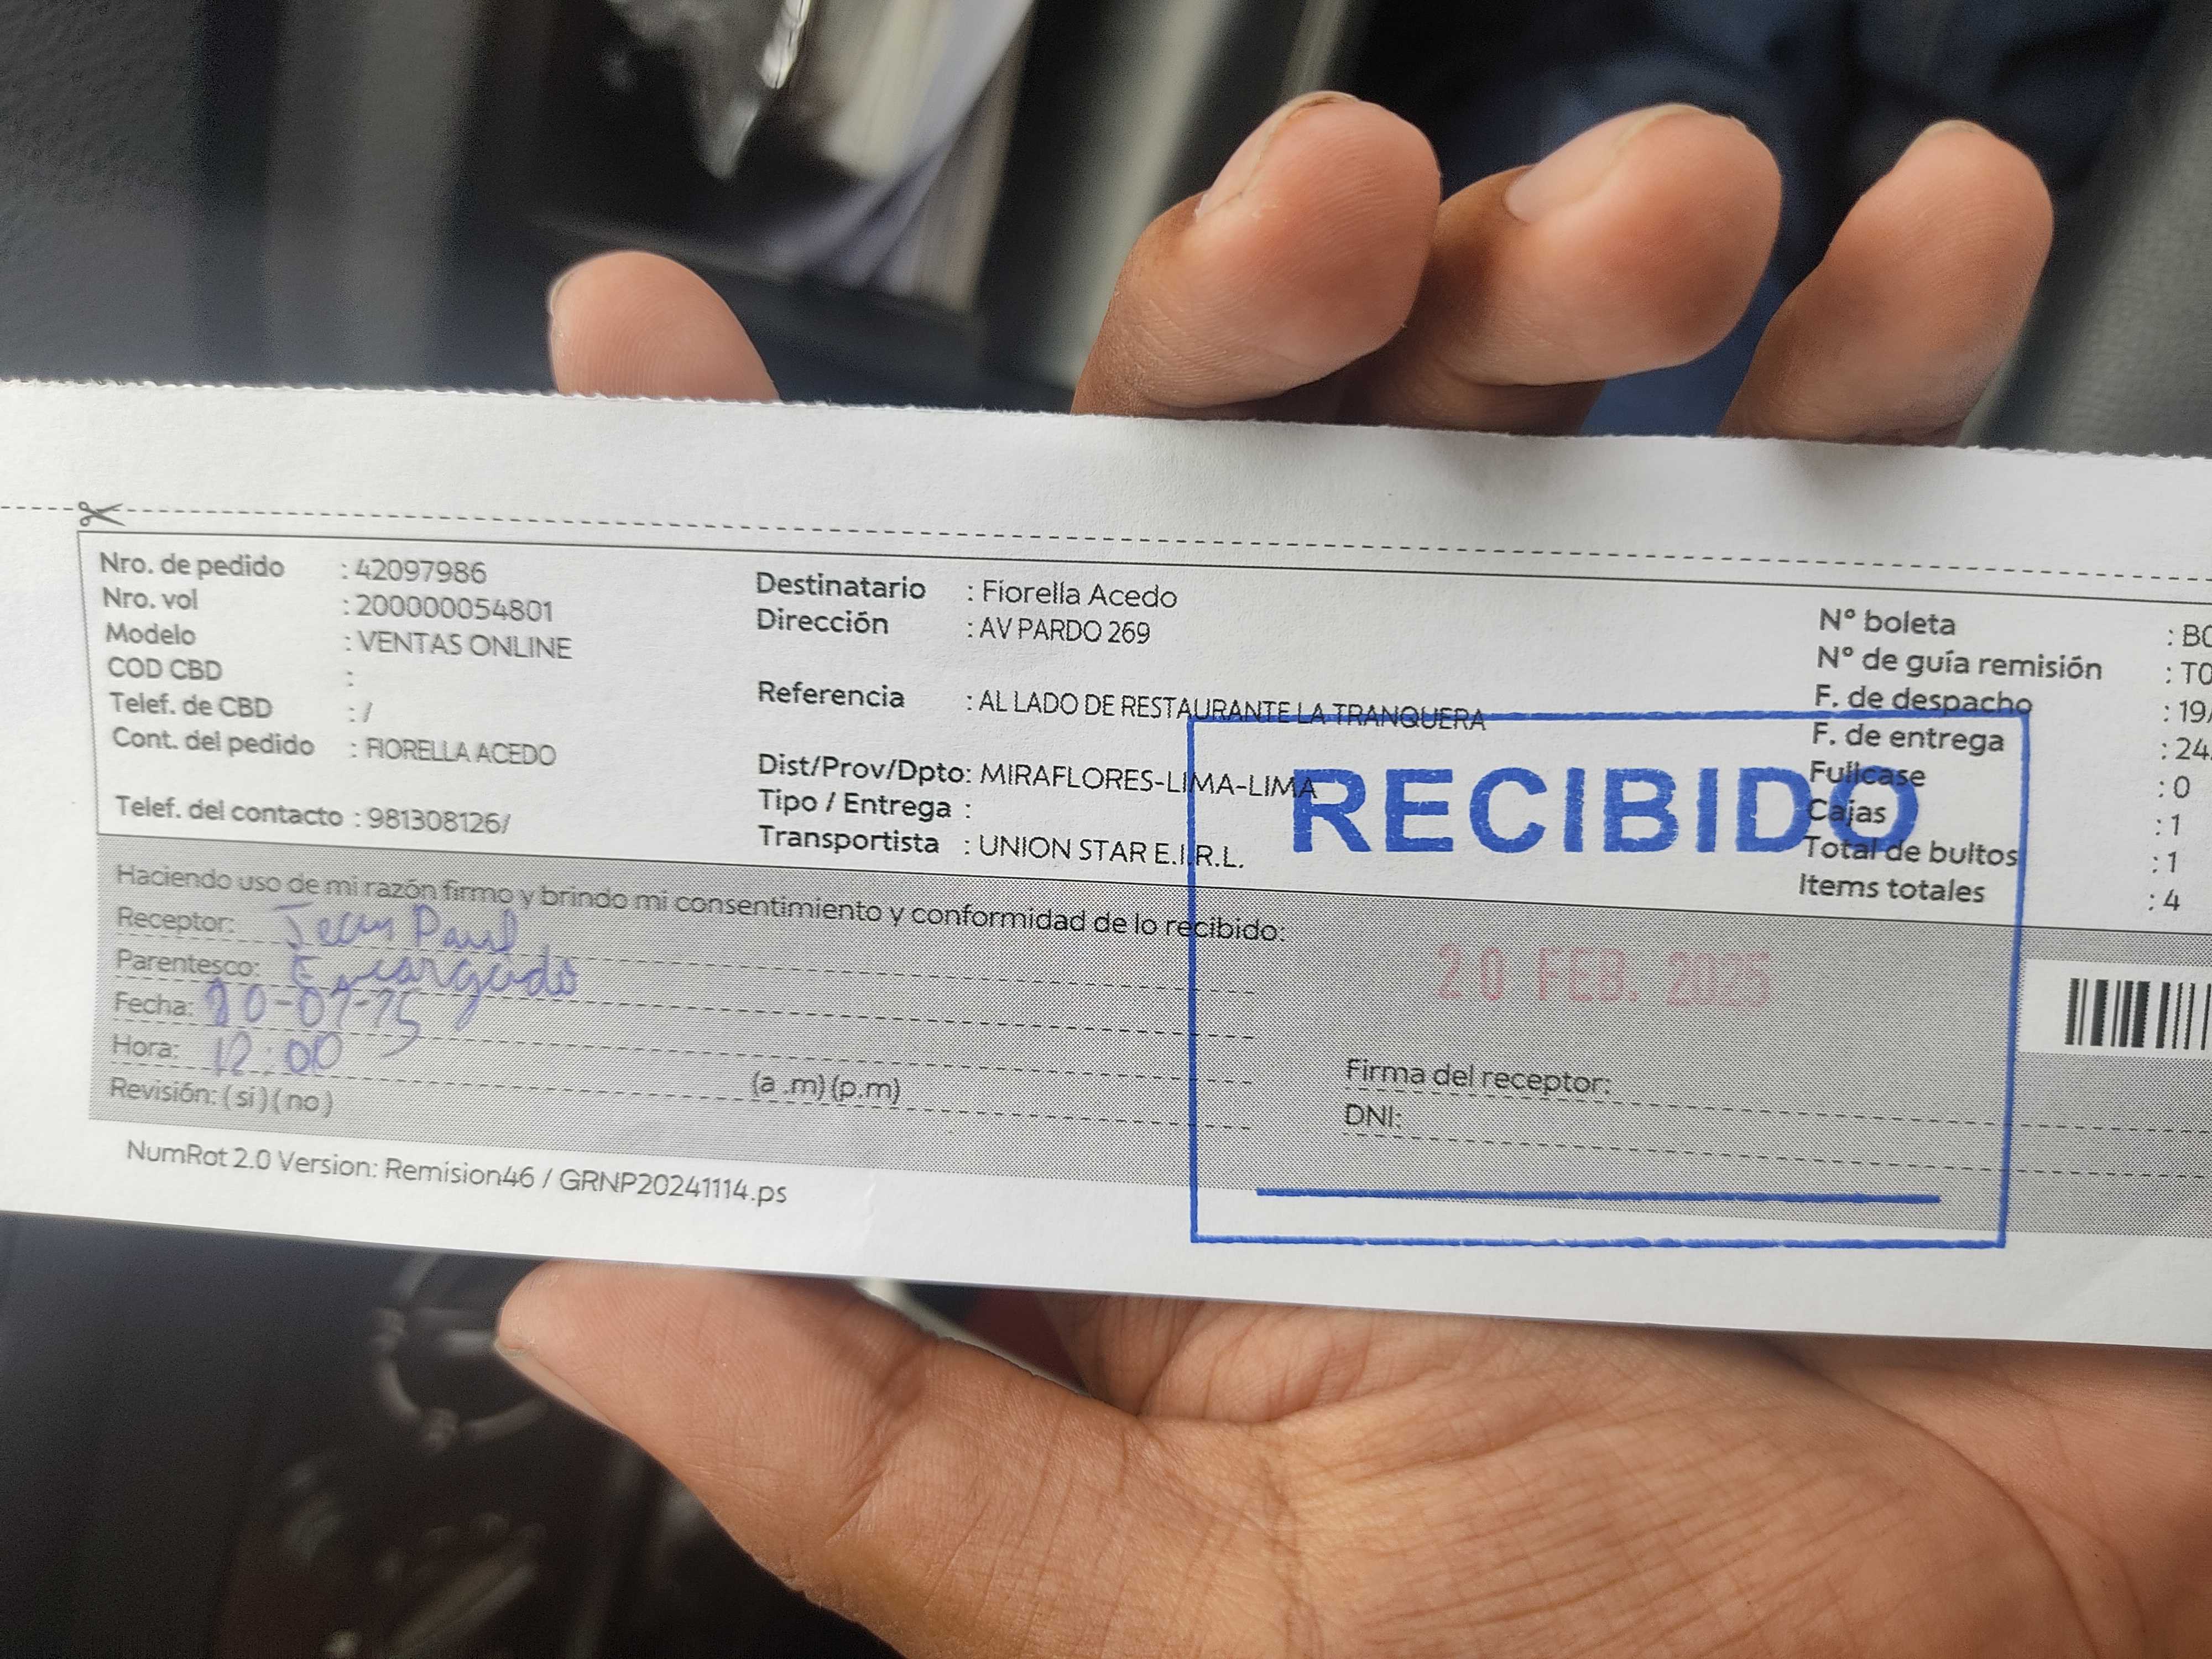 Nro. de pedido : 42097986
Nro. vol : 200000054801
Modelo : VENTAS ONLINE
COD CBD :
Telef. de CBD : /
Cont. del pedido : FIORELLA ACEDO
Telef. del contacto : 981308126/
Destinatario : Fiorella Acedo
Dirección : AV PARDO 269
Referencia : AL LADO DE RESTAURANTE LA TRANQUERA
Dist/Prov/Dpto: MIRAFLORES-LIMA-LIMA
Tipo / Entrega :
Transportista : UNION STAR E.I.R.L.
N° boleta
N° de guía remisión
F. de despacho : 19/
F. de entrega : 24
Fullcase : 0
Cajas : 1
Total de bultos : 1
Items totales : 4
RECIBIDO
20 FEB. 2025
Haciendo uso de mi razón firmo y brindo mi consentimiento y conformidad de lo recibido:
Receptor: Jean Paul
Parentesco: Encargado
Fecha:
Hora: 12:00 (a .m) (p.m)
Revisión: ( si ) ( no )
Firma del receptor:
DNI:
NumRot 2.0 Version: Remision46 / GRNP20241114.ps